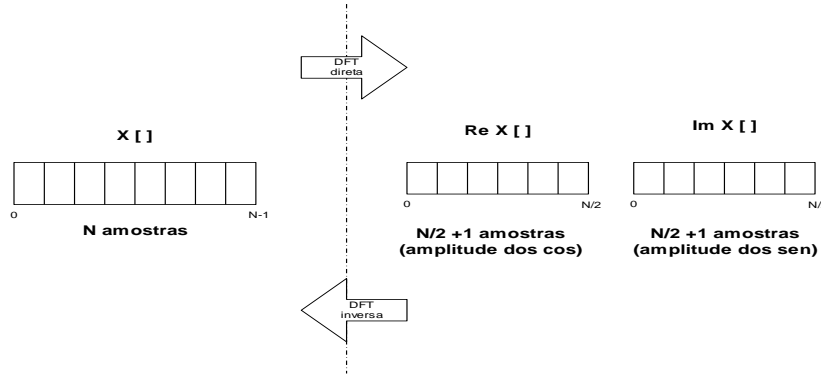 DFT
direta
X [ ]
Re X [ ]
Im X [ ]
0
N-1
0
N/2
0
N/
N amostras
N/2 +1 amostras
(amplitude dos cos)
N/2 +1 amostras
(amplitude dos sen)
DFT
inversa